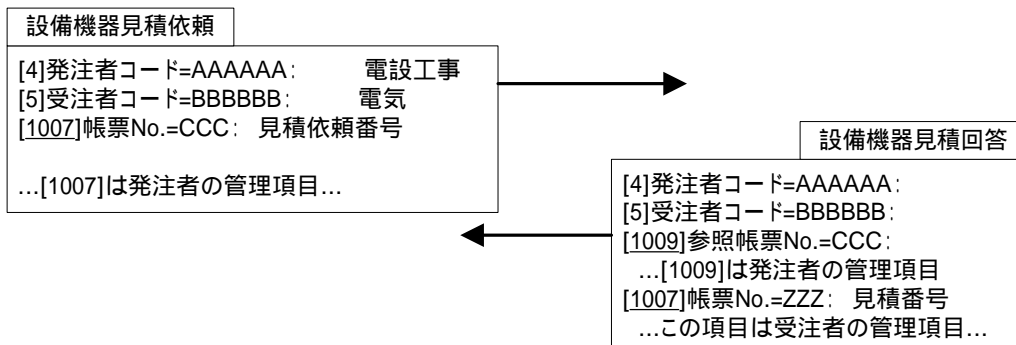 設備機器見積依頼
[4]発注者コード=AAAAAA: 電設工事
[5]受注者コード=BBBBBB: 電気
[1007]帳票No.=CCC: 見積依頼番号
…[1007]は発注者の管理項目…
設備機器見積回答
[4]発注者コード=AAAAAA:
[5]受注者コード=BBBBBB:
[1009]参照帳票No.=CCC:
…[1009]は発注者の管理項目
[1007]帳票No.=ZZZ: 見積番号
…この項目は受注者の管理項目…